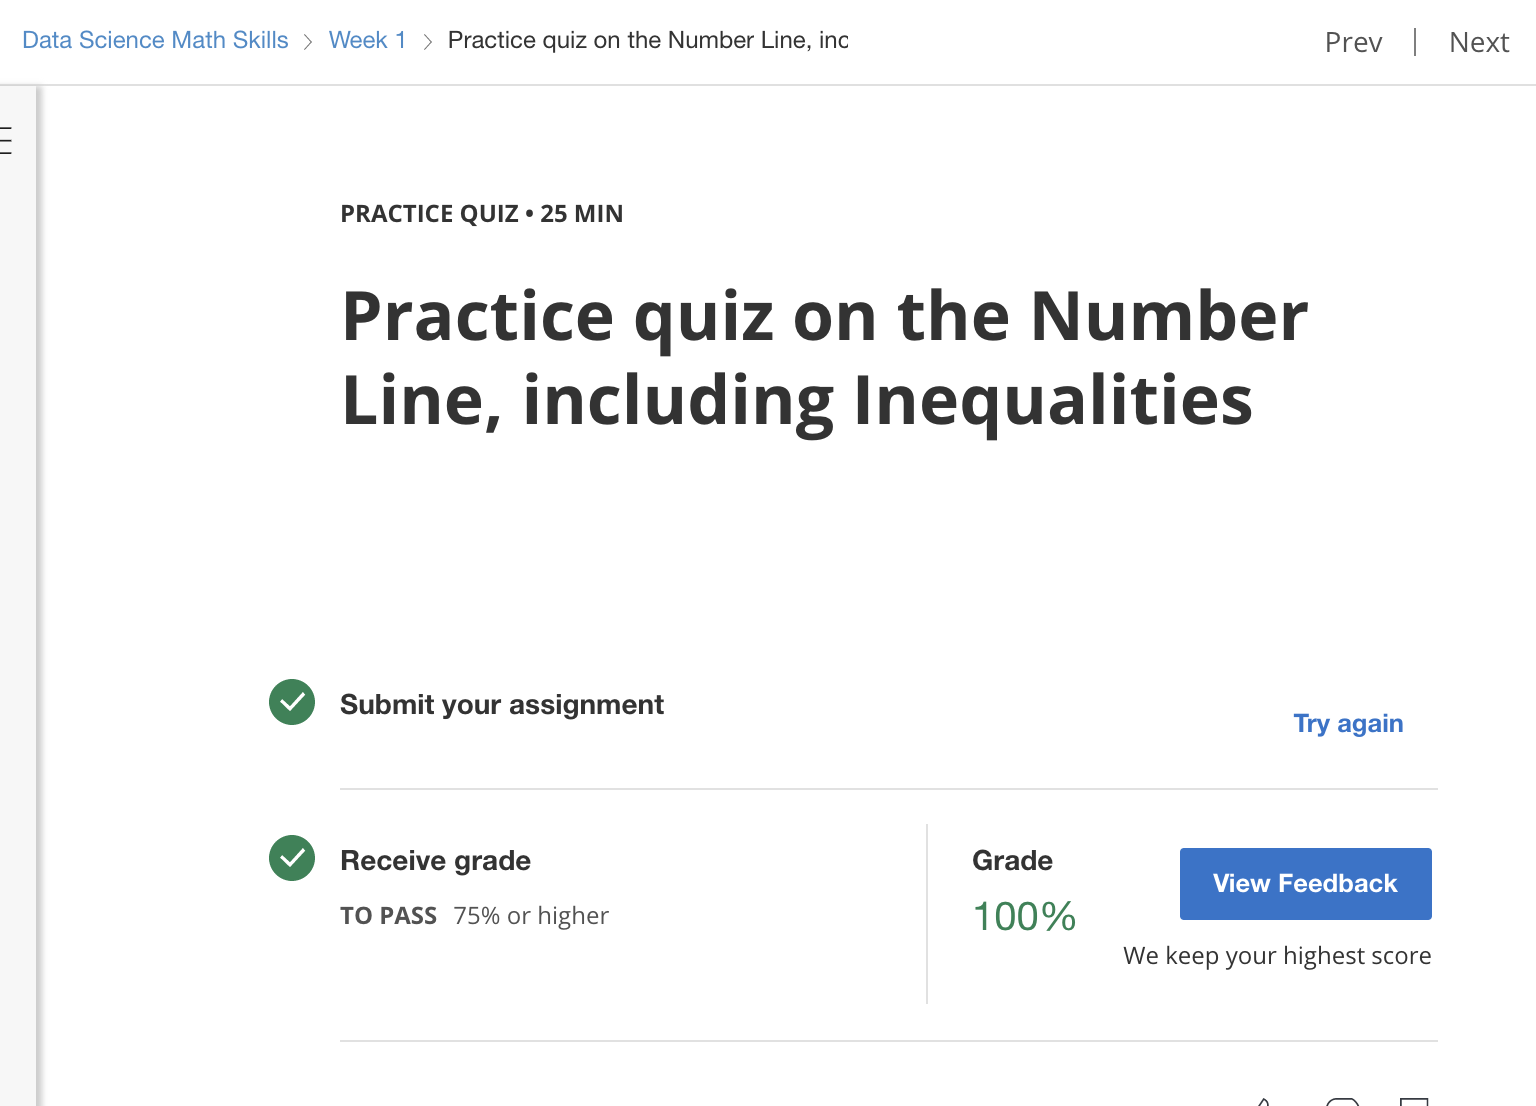 Data Science Math Skills > Week 1 > Practice quiz on the Number Line, inc
Prev | Next
PRACTICE QUIZ • 25 MIN
Practice quiz on the Number
Line, including Inequalities
Submit your assignment
Try again
Receive grade
TO PASS 75% or higher
Grade
100%
View Feedback
We keep your highest score